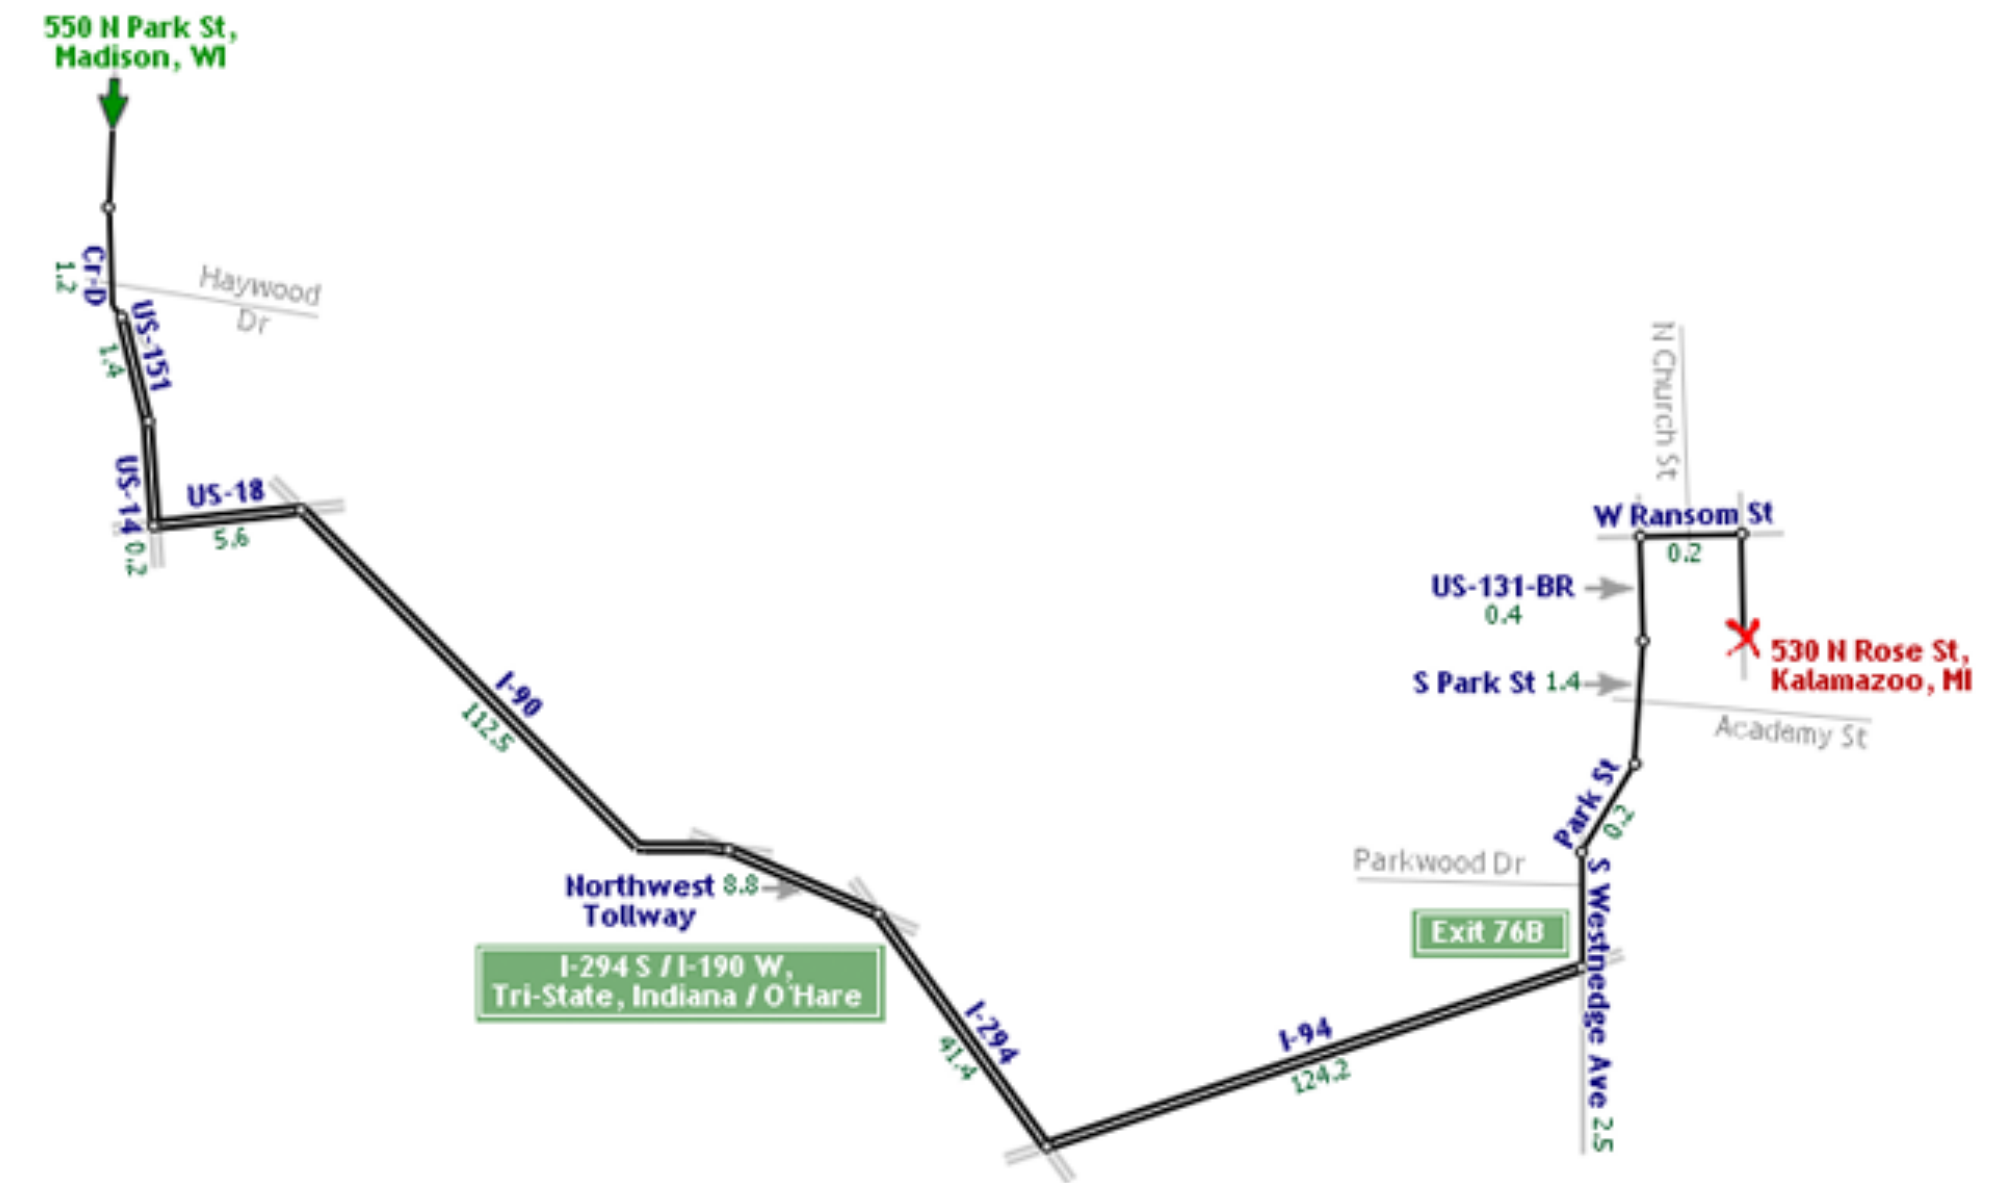 550 N Park St,
Madison, WI
Cr-D
1.2
Haywood
Dr
US-151
1.4
US-14 0.2
US-18
5.6
I-90
112.5
Northwest 8.8
Tollway
I-294 S / I-190 W,
Tri-State, Indiana / O'Hare
I-294
41.4
I-94
124.2
Exit 76B
S Westnedge Ave 2.5
Parkwood Dr
Park St
0.2
Academy St
S Park St 1.4
US-131-BR
0.4
W Ransom St
0.2
N Church St
530 N Rose St,
Kalamazoo, MI